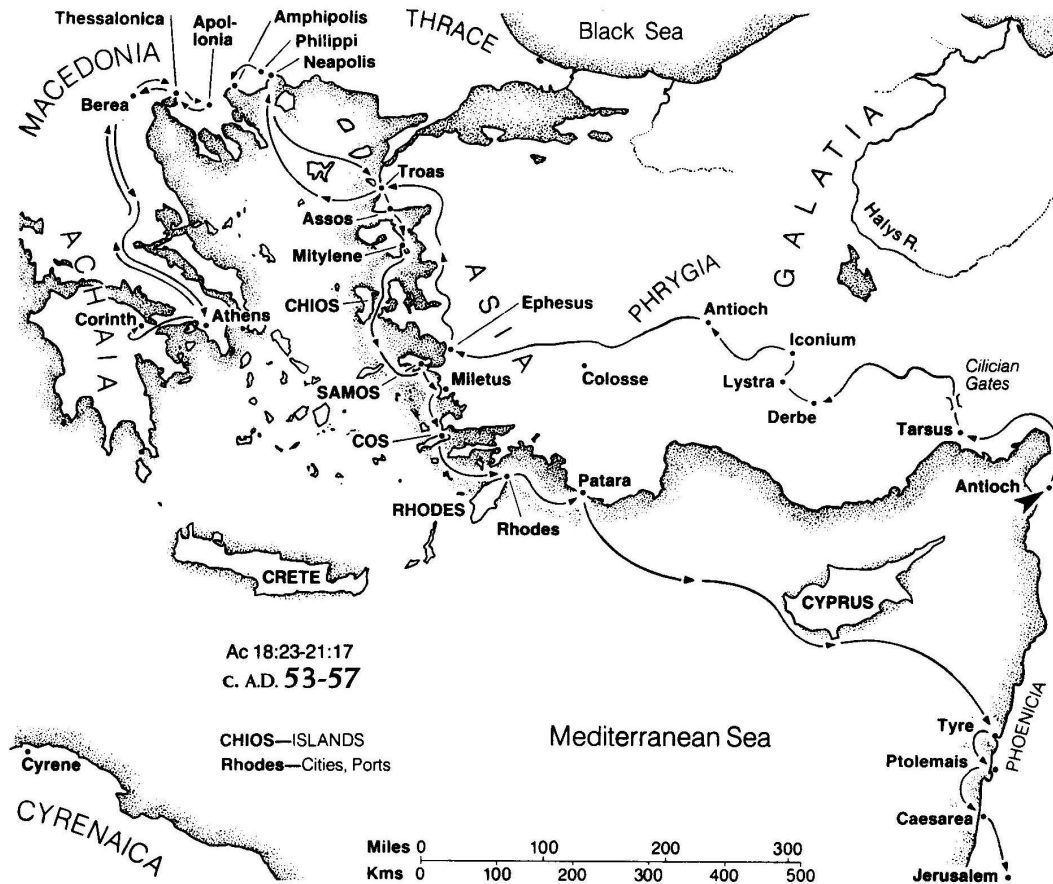 Thessalonica
Apol-
lonia
Amphipolis
Philippi
Neapolis
THRACE
Black Sea
MACEDONIA
Berea
GALATIA
Troas
Assos
Halys R.
Mitylene
ACHAIA
ASIA
PHRYGIA
CHIOS
Ephesus
Antioch
Corinth
Athens
Iconium
Cilician
Gates
Colosse
Lystra
SAMOS
Miletus
Derbe
Tarsus
COS
Patara
Antioch
RHODES
Rhodes
CRETE
CYPRUS
Ac 18:23-21:17
c. A.D. 53-57
PHOENICIA
Tyre
CHIOS—ISLANDS
Rhodes—Cities, Ports
Mediterranean Sea
Cyrene
Ptolemais
CYRENAICA
Caesarea
Miles 0 100 200 300
Kms 0 100 200 300 400 500
Jerusalem